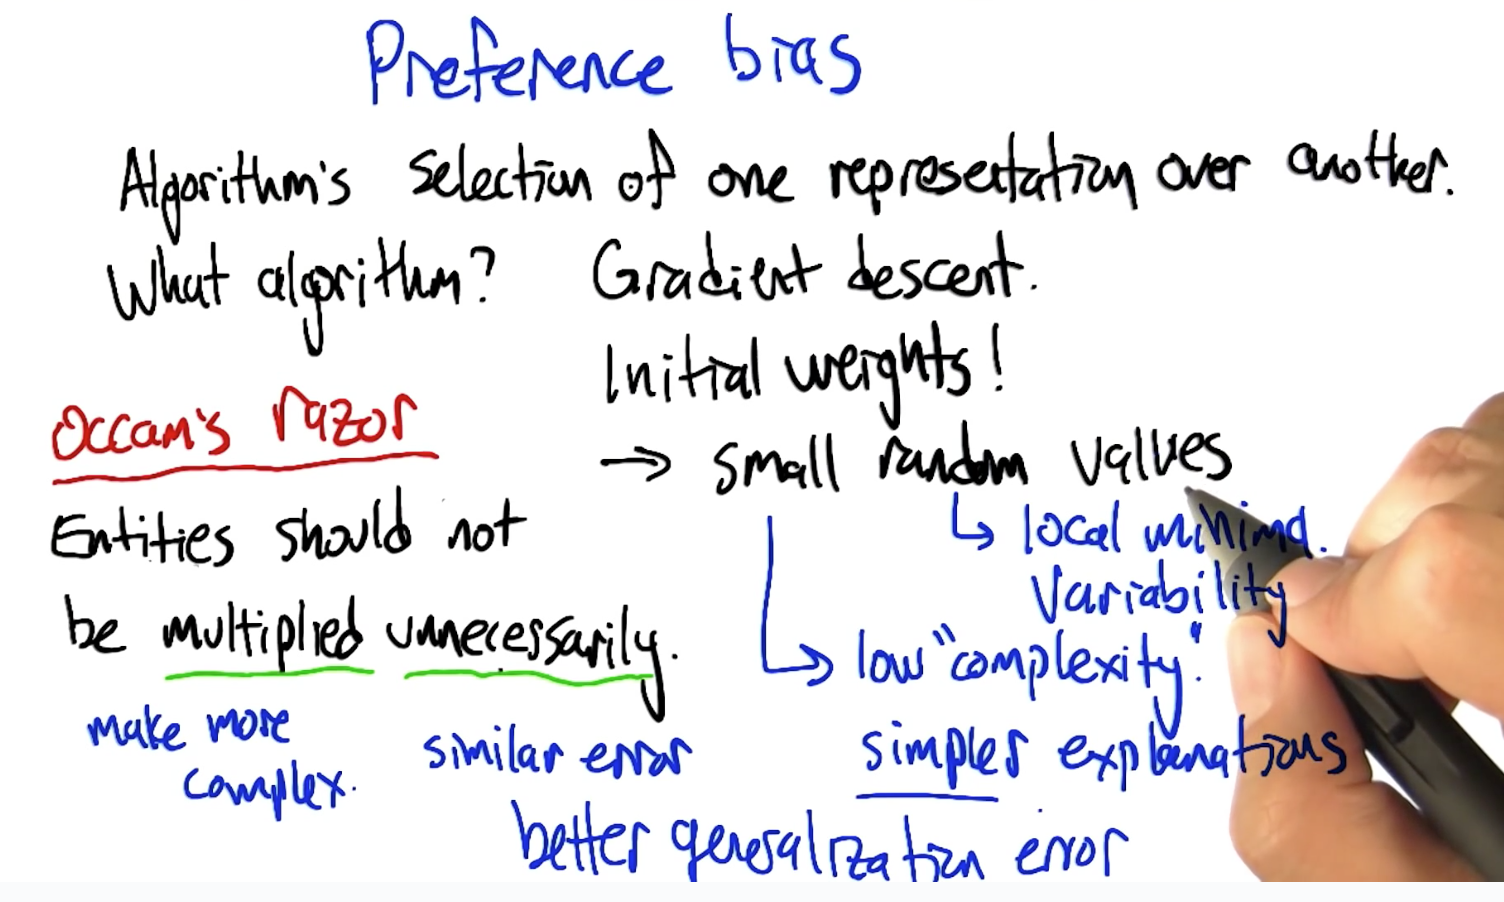 Preference bias
Algorithm's selection of one representation over another.
What algorithm? Gradient descent.
Initial weights!
Occam's razor
→ small random values
Entities should not
↳ local minima.
variability
be multiplied unnecessarily.
↳ low "complexity".
make more
complex.
similar error
simpler explanations
better generalization error